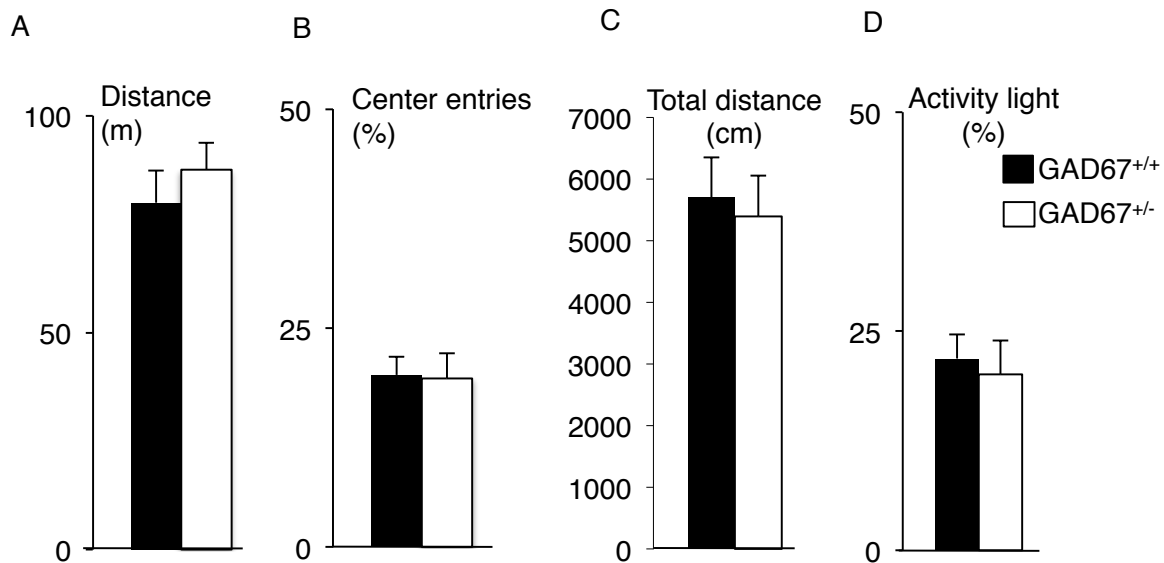 A
Distance
(m)
100
50
0
B
Center entries
(%)
50
25
0
C
Total distance
(cm)
7000
6000
5000
4000
3000
2000
1000
0
D
Activity light
(%)
50
25
0
GAD67+/+
GAD67+/-